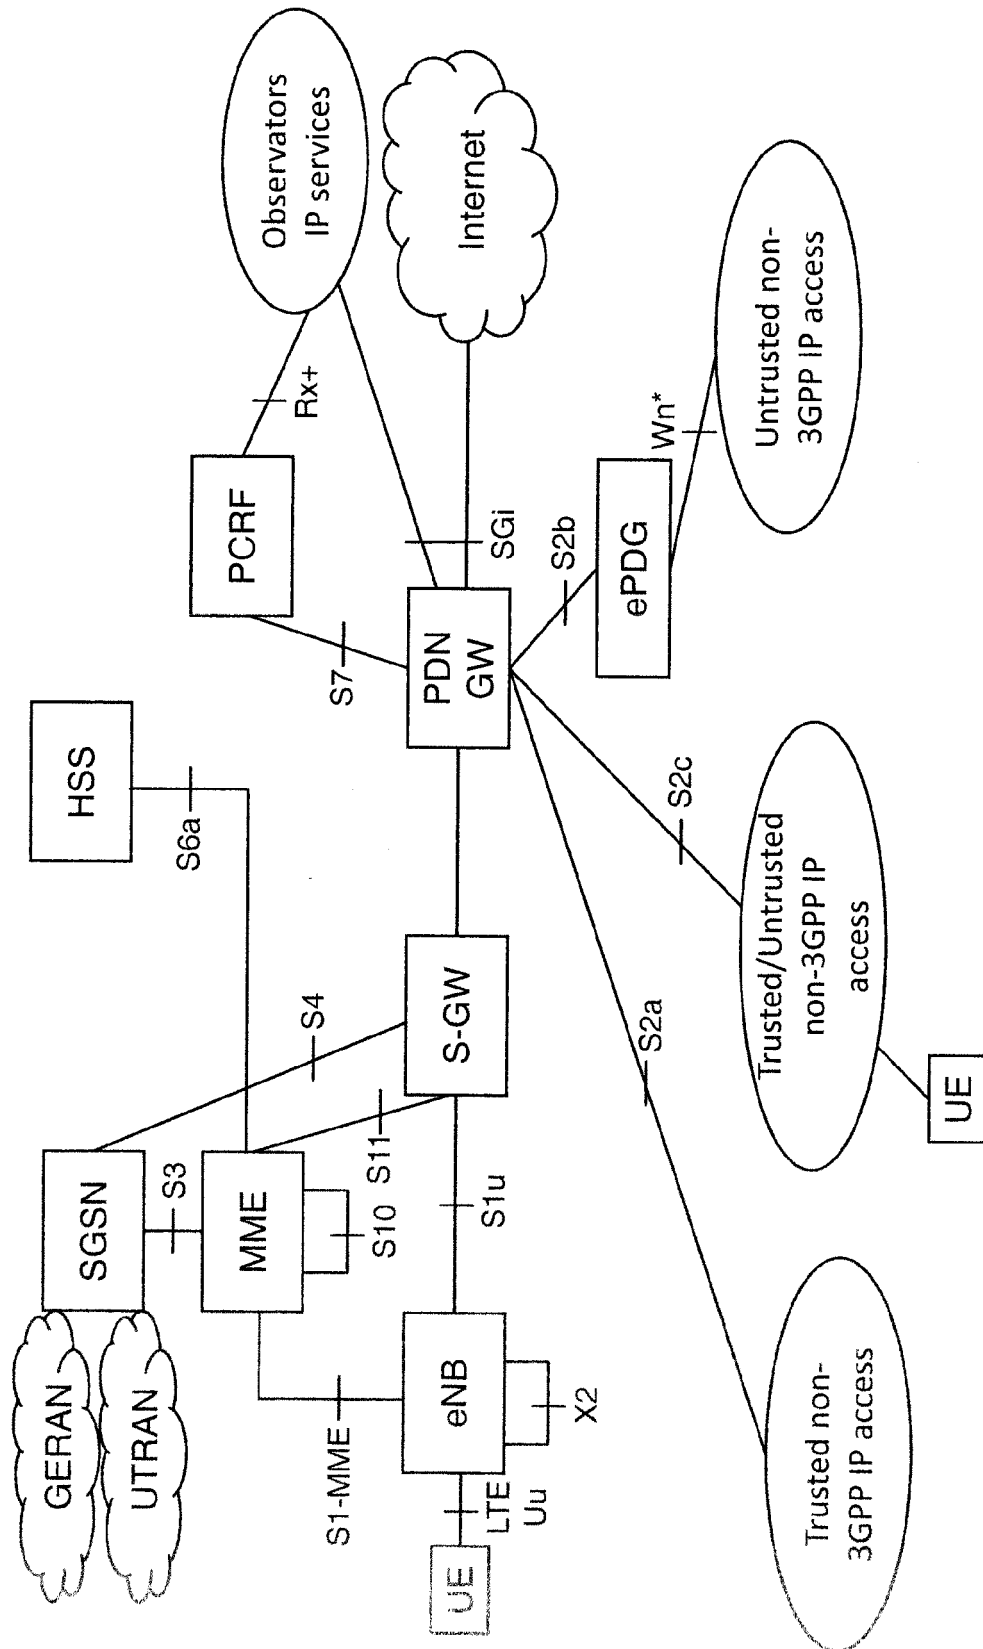 GERAN
UTRAN
SGSN
S3
MME
S10
S11
S4
S6a
HSS
S1-MME
UE
LTE
Uu
eNB
X2
S1u
S-GW
PDN
GW
S7
PCRF
Rx+
Observators
IP services
SGi
Internet
S2a
S2c
S2b
ePDG
Wn*
Trusted non-
3GPP IP access
Trusted/Untrusted
non-3GPP IP
access
UE
Untrusted non-
3GPP IP access